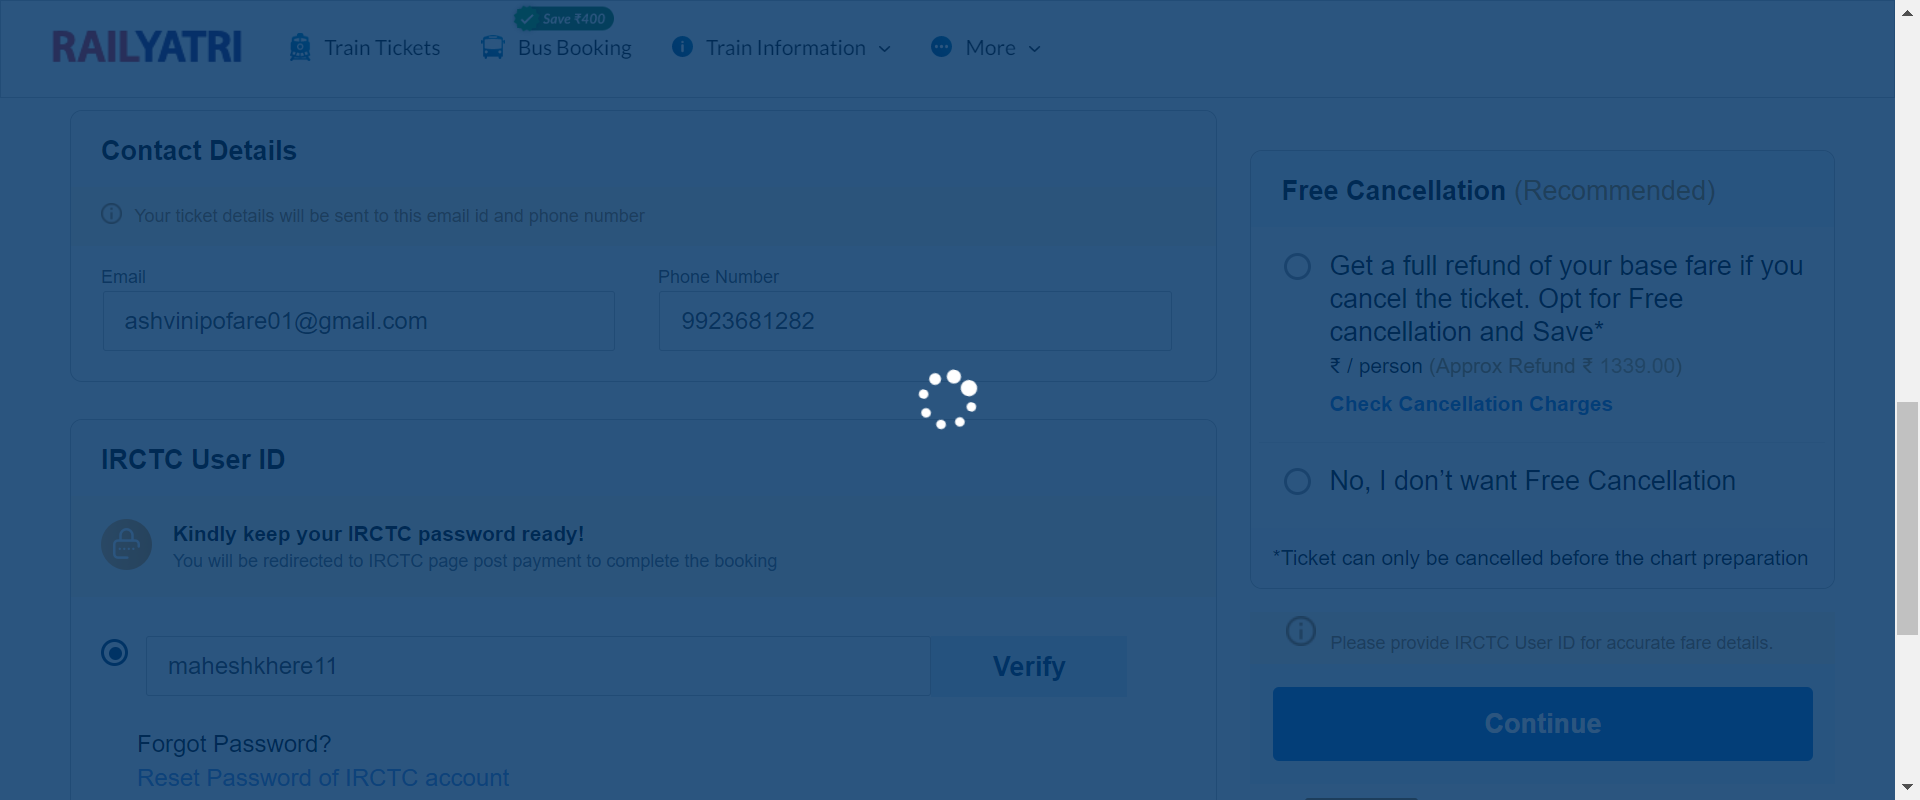 Save ₹400
RAILYATRI
Train Tickets
Bus Booking
Train Information
More
Contact Details
Your ticket details will be sent to this email id and phone number
Email
Phone Number
ashvinipofare01@gmail.com
9923681282
IRCTC User ID
Kindly keep your IRCTC password ready!
You will be redirected to IRCTC page post payment to complete the booking
maheshkhere11
Verify
Forgot Password?
Reset Password of IRCTC account
Free Cancellation (Recommended)
Get a full refund of your base fare if you
cancel the ticket. Opt for Free
cancellation and Save*
₹ / person (Approx Refund ₹ 1339.00)
Check Cancellation Charges
No, I don’t want Free Cancellation
*Ticket can only be cancelled before the chart preparation
Please provide IRCTC User ID for accurate fare details.
Continue